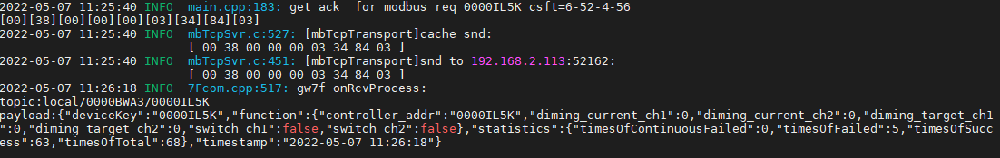 2022-05-07 11:25:40 INFO  main.cpp:183: get ack  for modbus req 0000IL5K csft=6-52-4-56
[00][38][00][00][00][03][34][84][03]
2022-05-07 11:25:40 INFO  mbTcpSvr.c:527: [mbTcpTransport]cache snd:
[ 00 38 00 00 00 03 34 84 03 ]
2022-05-07 11:25:40 INFO  mbTcpSvr.c:451: [mbTcpTransport]snd to 192.168.2.113:52162:
[ 00 38 00 00 00 03 34 84 03 ]
2022-05-07 11:26:18 INFO  7Fcom.cpp:517: gw7f onRcvProcess:
topic:local/0000BWA3/0000IL5K
payload:{"deviceKey":"0000IL5K","function":{"controller_addr":"0000IL5K","diming_current_ch1":0,"diming_current_ch2":0,"diming_target_ch1
":0,"diming_target_ch2":0,"switch_ch1":false,"switch_ch2":false},"statistics":{"timesOfContinuousFailed":0,"timesOfFailed":5,"timesOfSucc
ess":63,"timesOfTotal":68},"timestamp":"2022-05-07 11:26:18"}